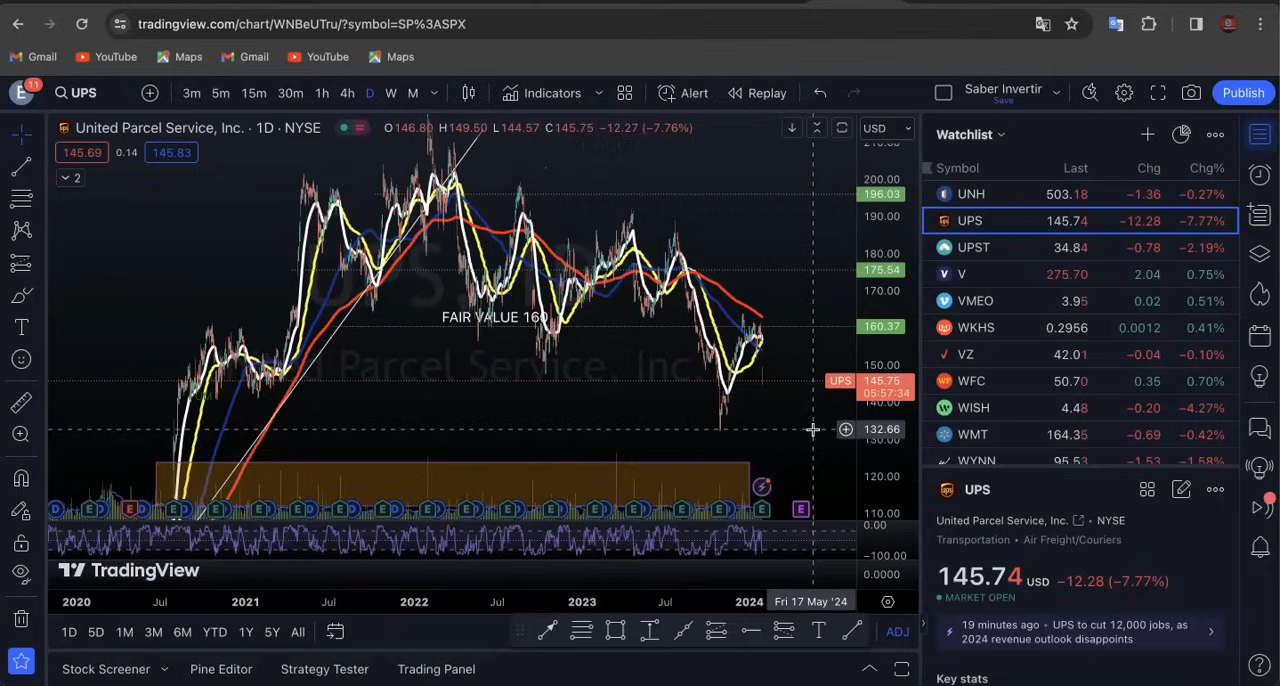 tradingview.com/chart/WNBeUTru/?symbol=SP%3ASPX
Gmail YouTube Maps Gmail YouTube Maps
E 11 UPS 3m 5m 15m 30m 1h 4h D W M Indicators Alert Replay Saber Invertir Save Publish
United Parcel Service, Inc. · 1D · NYSE O146.80 H149.50 L144.57 C145.75 −12.27 (−7.76%) USD
145.69 0.14 145.83
2
200.00
196.03
190.00
180.00
175.54
170.00
FAIR VALUE 160
160.37
150.00
UPS 145.75
05:57:34
140.00
132.66
130.00
120.00
110.00
0.00
−100.00
0.0000
TradingView
2020 Jul 2021 Jul 2022 Jul 2023 Jul 2024 Fri 17 May '24
1D 5D 1M 3M 6M YTD 1Y 5Y All ADJ
Stock Screener Pine Editor Strategy Tester Trading Panel
Watchlist
Symbol Last Chg Chg%
UNH 503.18 −1.36 −0.27%
UPS 145.74 −12.28 −7.77%
UPST 34.84 −0.78 −2.19%
V 275.70 2.04 0.75%
VMEO 3.95 0.02 0.51%
WKHS 0.2956 0.0012 0.41%
VZ 42.01 −0.04 −0.10%
WFC 50.70 0.35 0.70%
WISH 4.48 −0.20 −4.27%
WMT 164.35 −0.69 −0.42%
WYNN 95.53 −1.53 −1.58%
UPS
United Parcel Service, Inc. · NYSE
Transportation · Air Freight/Couriers
145.74 USD −12.28 (−7.77%)
MARKET OPEN
19 minutes ago · UPS to cut 12,000 jobs, as
2024 revenue outlook disappoints
Key stats